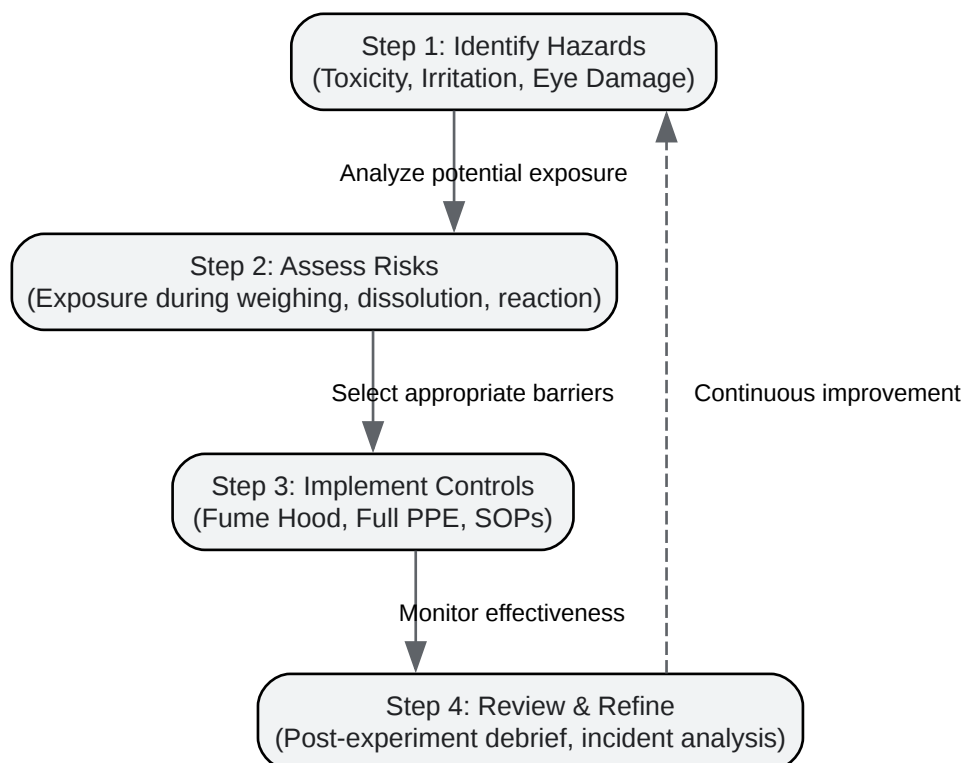 Step 1: Identify Hazards
(Toxicity, Irritation, Eye Damage)
Analyze potential exposure
Step 2: Assess Risks
(Exposure during weighing, dissolution, reaction)
Select appropriate barriers
Continuous improvement
Step 3: Implement Controls
(Fume Hood, Full PPE, SOPs)
Monitor effectiveness
Step 4: Review & Refine
(Post-experiment debrief, incident analysis)